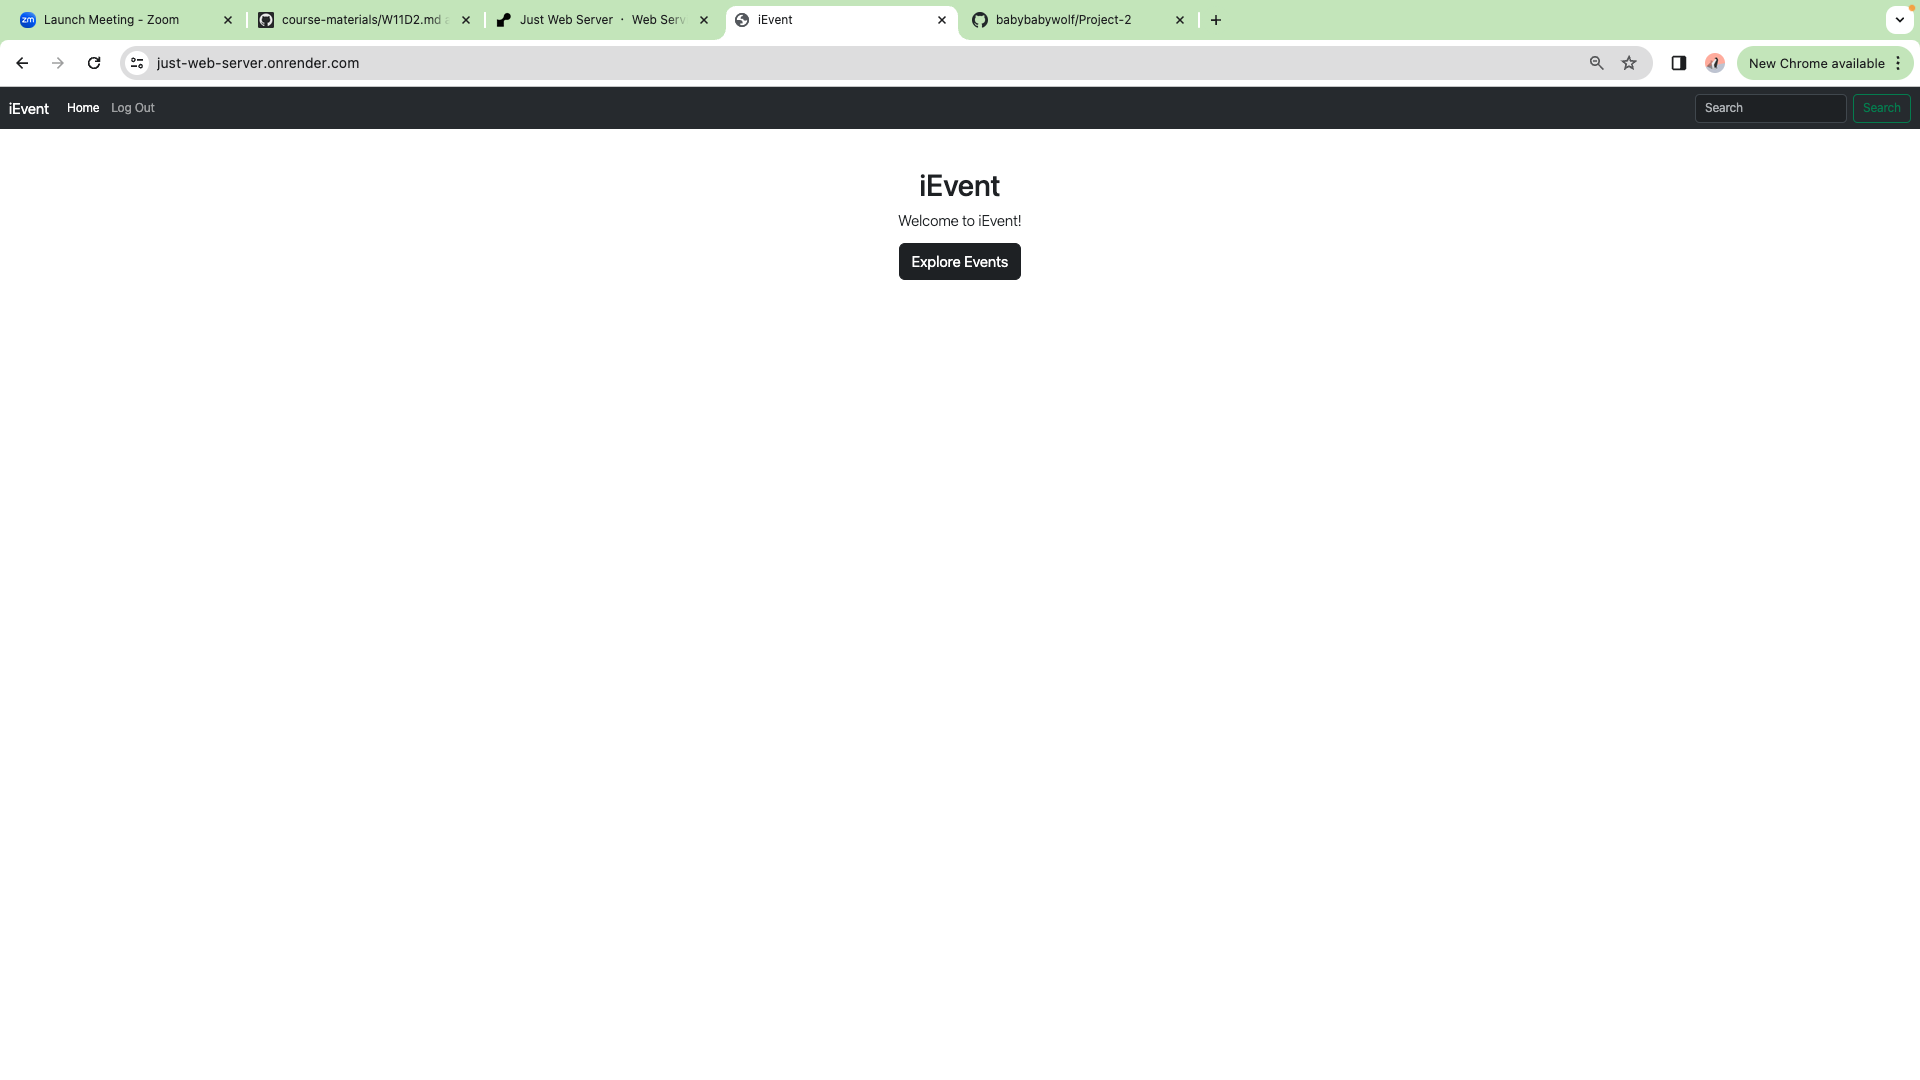 zm Launch Meeting - Zoom
course-materials/W11D2.md
Just Web Server · Web Serv
iEvent
babybabywolf/Project-2
just-web-server.onrender.com
New Chrome available
iEvent Home Log Out Search Search
iEvent
Welcome to iEvent!
Explore Events